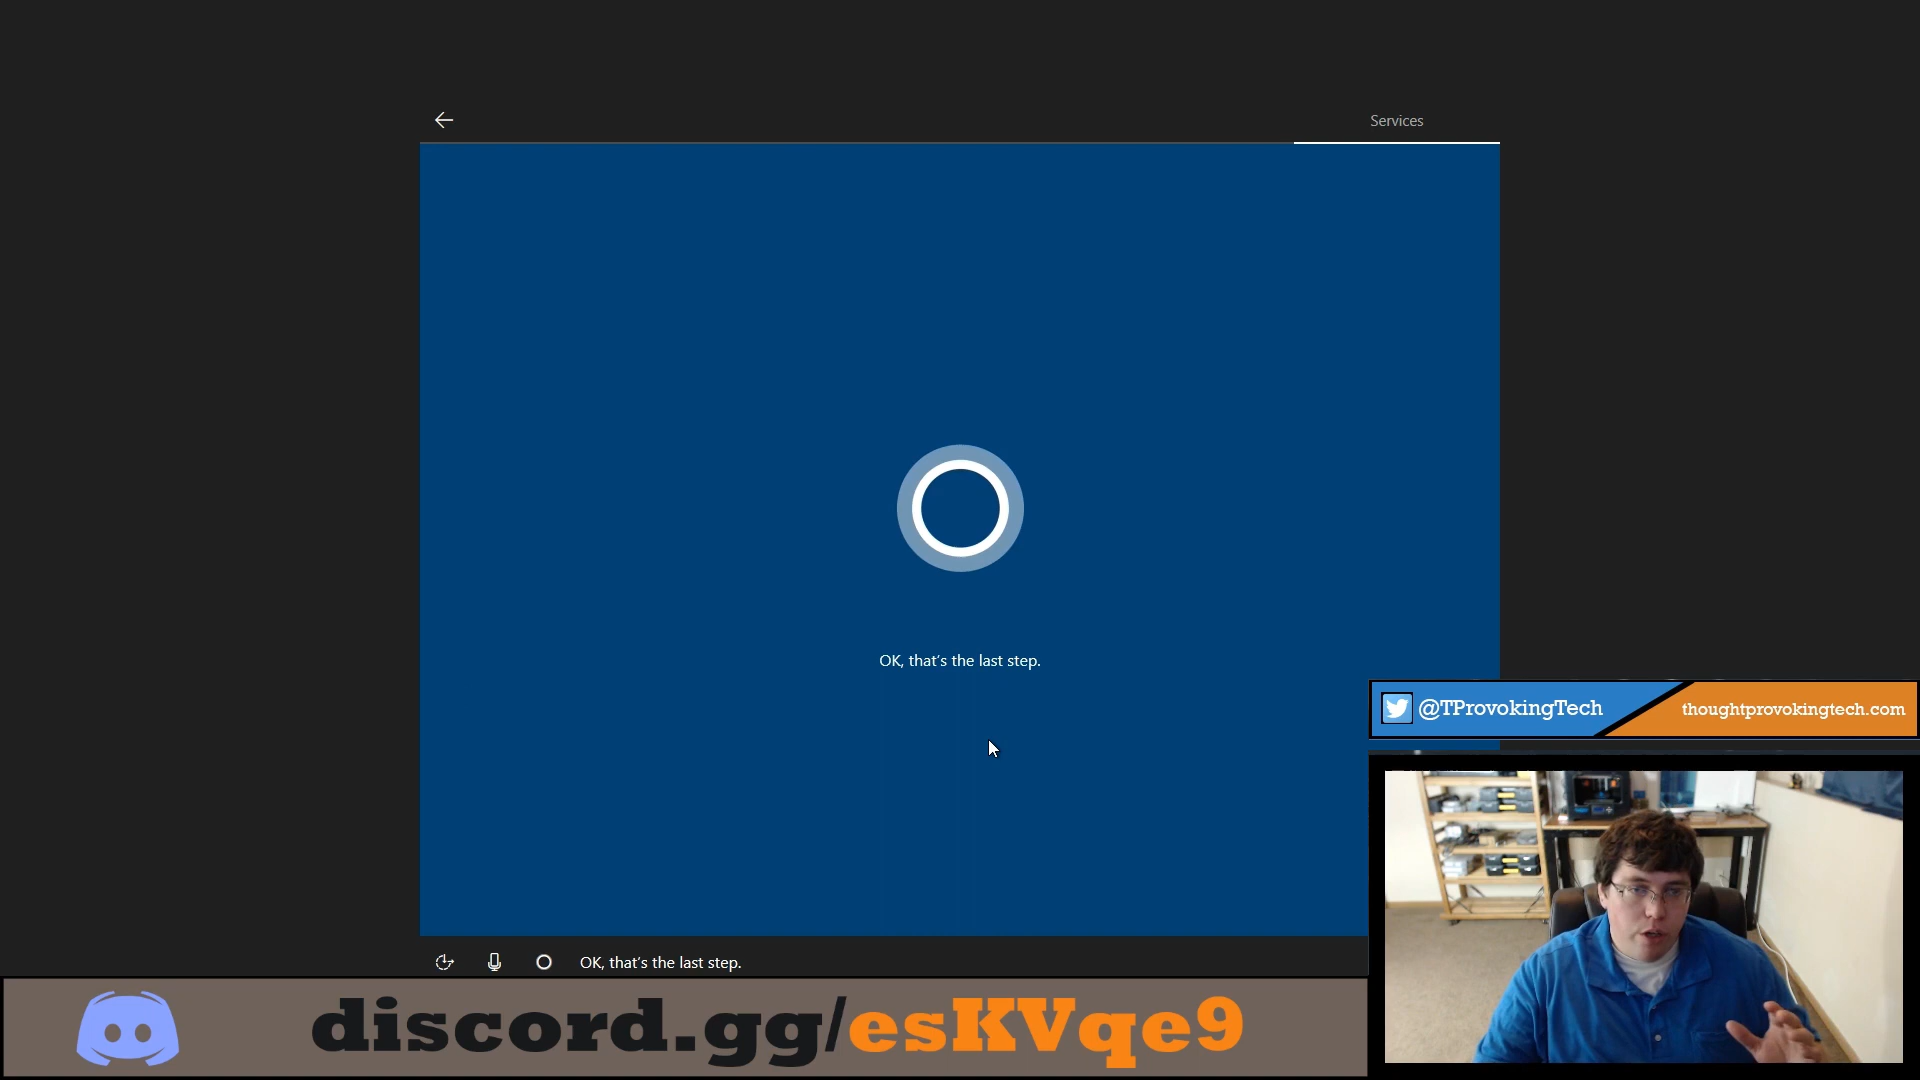 Services
OK, that's the last step.
@TProvokingTech
thoughtprovokingtech.com
OK, that's the last step.
discord.gg/esKVqe9